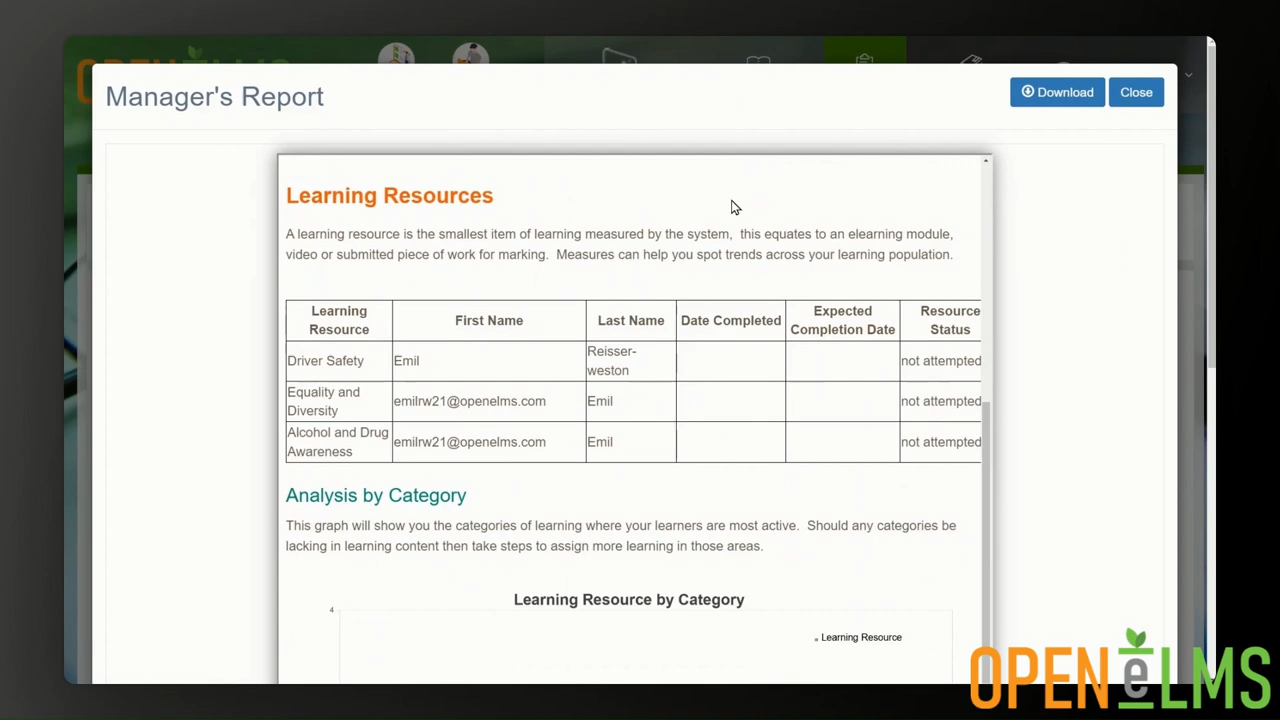 OPEN eLMS
Manager's Report
Download
Close
Learning Resources
A learning resource is the smallest item of learning measured by the system,  this equates to an elearning module,
video or submitted piece of work for marking.  Measures can help you spot trends across your learning population.
Learning Resource
First Name
Last Name
Date Completed
Expected Completion Date
Resource Status
Driver Safety
Emil
Reisser-
weston
not attempted
Equality and
Diversity
emilrw21@openelms.com
Emil
not attempted
Alcohol and Drug
Awareness
emilrw21@openelms.com
Emil
not attempted
Analysis by Category
This graph will show you the categories of learning where your learners are most active.  Should any categories be
lacking in learning content then take steps to assign more learning in those areas.
Learning Resource by Category
4
Learning Resource
OPEN eLMS